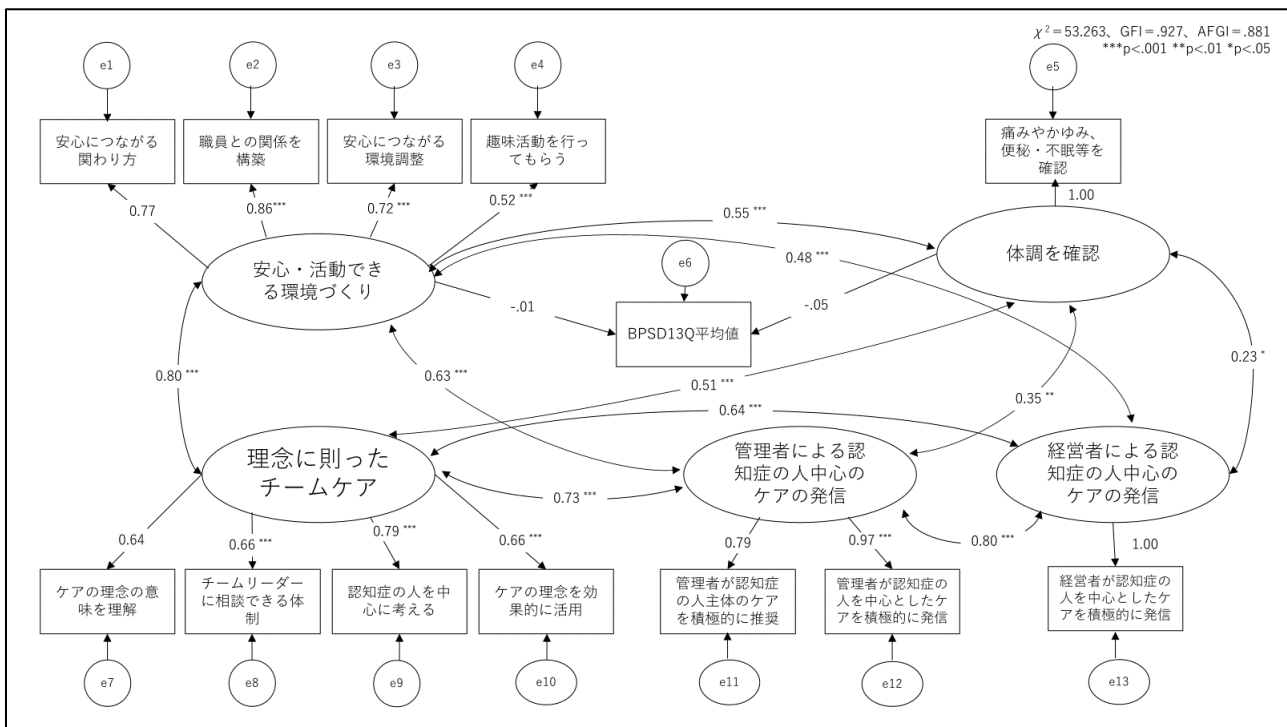 χ²＝53.263、GFI＝.927、AFGI＝.881
***p<.001 **p<.01 *p<.05
e1
e2
e3
e4
e5
安心につながる
関わり方
職員との関係を
構築
安心につながる
環境調整
趣味活動を行っ
てもらう
痛みやかゆみ、
便秘・不眠等を
確認
0.77
0.86***
0.72 ***
0.52 ***
1.00
0.55 ***
0.48 ***
安心・活動でき
る環境づくり
e6
体調を確認
-.01
-.05
BPSD13Q平均値
0.80 ***
0.63 ***
0.51 ***
0.35 **
0.23 *
0.64 ***
理念に則った
チームケア
管理者による認
知症の人中心の
ケアの発信
経営者による認
知症の人中心の
ケアの発信
0.73 ***
0.80 ***
0.64
0.66 ***
0.79 ***
0.66 ***
0.79
0.97 ***
1.00
ケアの理念の意
味を理解
チームリーダー
に相談できる体
制
認知症の人を中
心に考える
ケアの理念を効
果的に活用
管理者が認知症
の人主体のケア
を積極的に推奨
管理者が認知症の
人を中心としたケ
アを積極的に発信
経営者が認知症の
人を中心としたケ
アを積極的に発信
e7
e8
e9
e10
e11
e12
e13